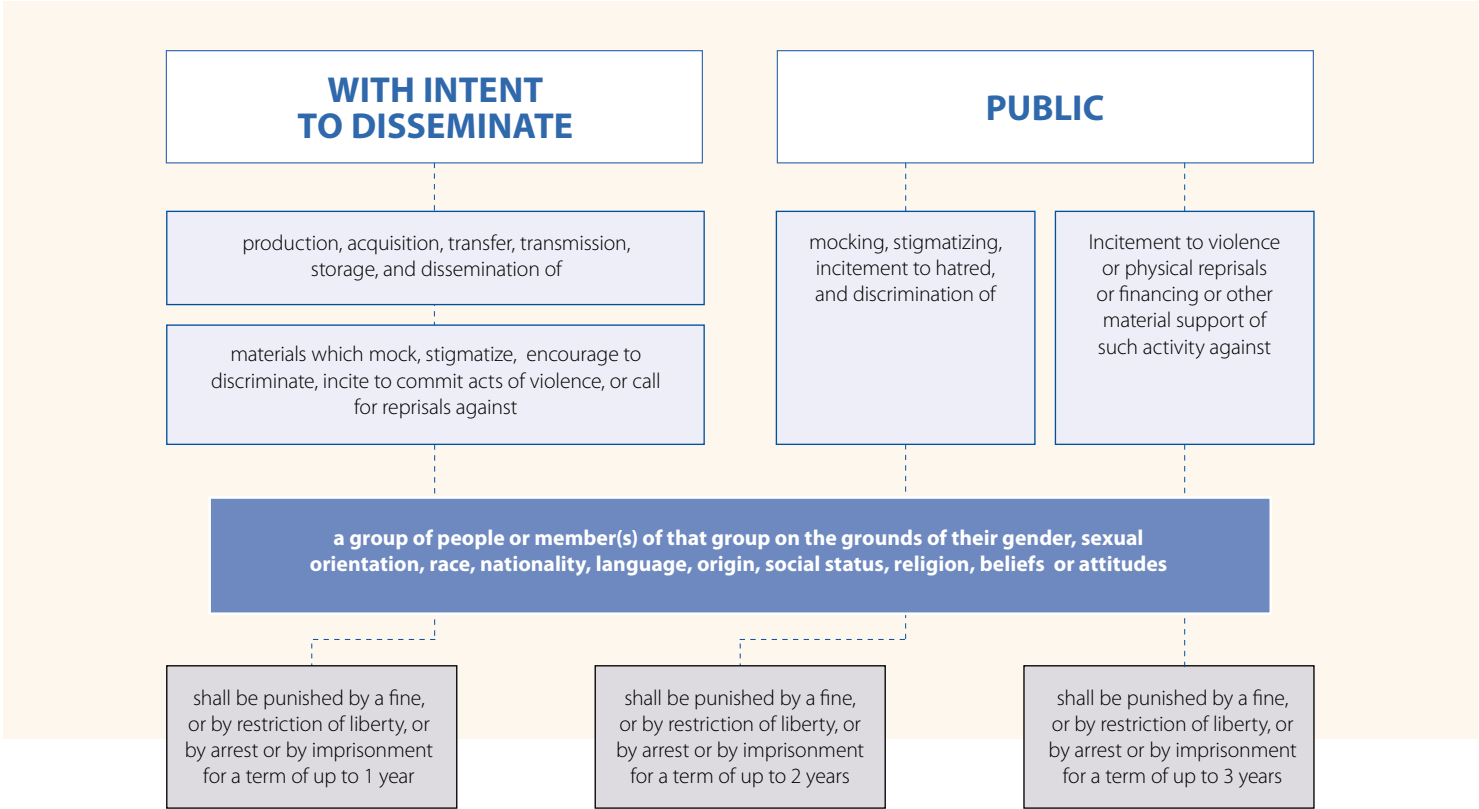 WITH INTENT
TO DISSEMINATE
PUBLIC
production, acquisition, transfer, transmission,
storage, and dissemination of
materials which mock, stigmatize, encourage to
discriminate, incite to commit acts of violence, or call
for reprisals against
mocking, stigmatizing,
incitement to hatred,
and discrimination of
Incitement to violence
or physical reprisals
or financing or other
material support of
such activity against
a group of people or member(s) of that group on the grounds of their gender, sexual
orientation, race, nationality, language, origin, social status, religion, beliefs or attitudes
shall be punished by a fine,
or by restriction of liberty, or
by arrest or by imprisonment
for a term of up to 1 year
shall be punished by a fine,
or by restriction of liberty, or
by arrest or by imprisonment
for a term of up to 2 years
shall be punished by a fine,
or by restriction of liberty, or
by arrest or by imprisonment
for a term of up to 3 years